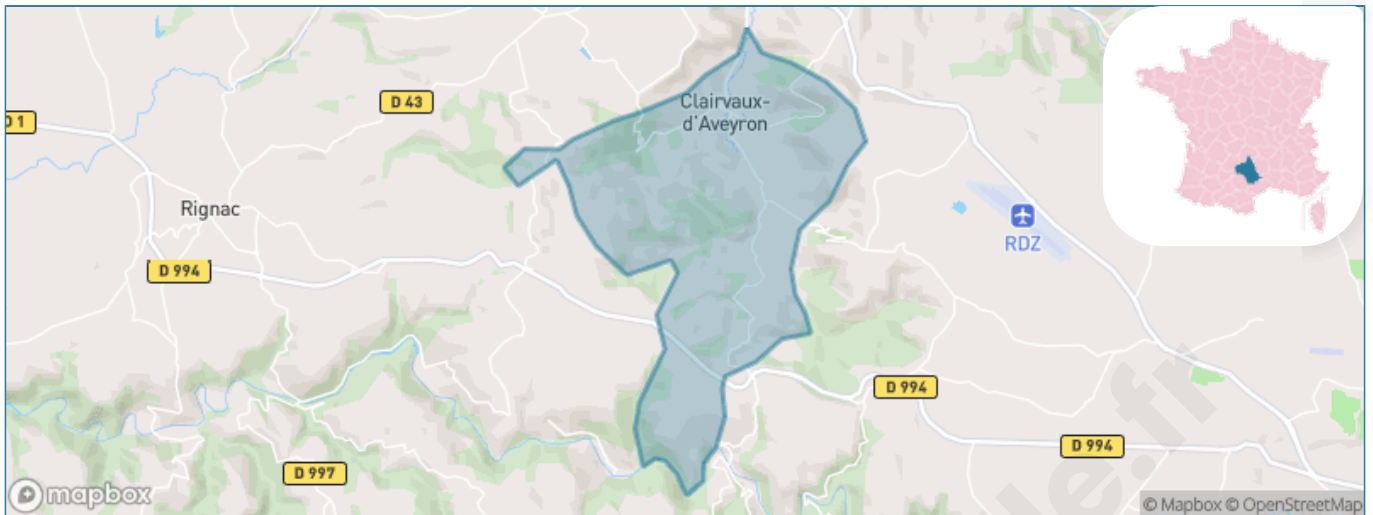 D 43
Clairvaux-
d'Aveyron
D 1
Rignac
RDZ
D 994
D 994
D 994
D 997
mapbox
© Mapbox © OpenStreetMap